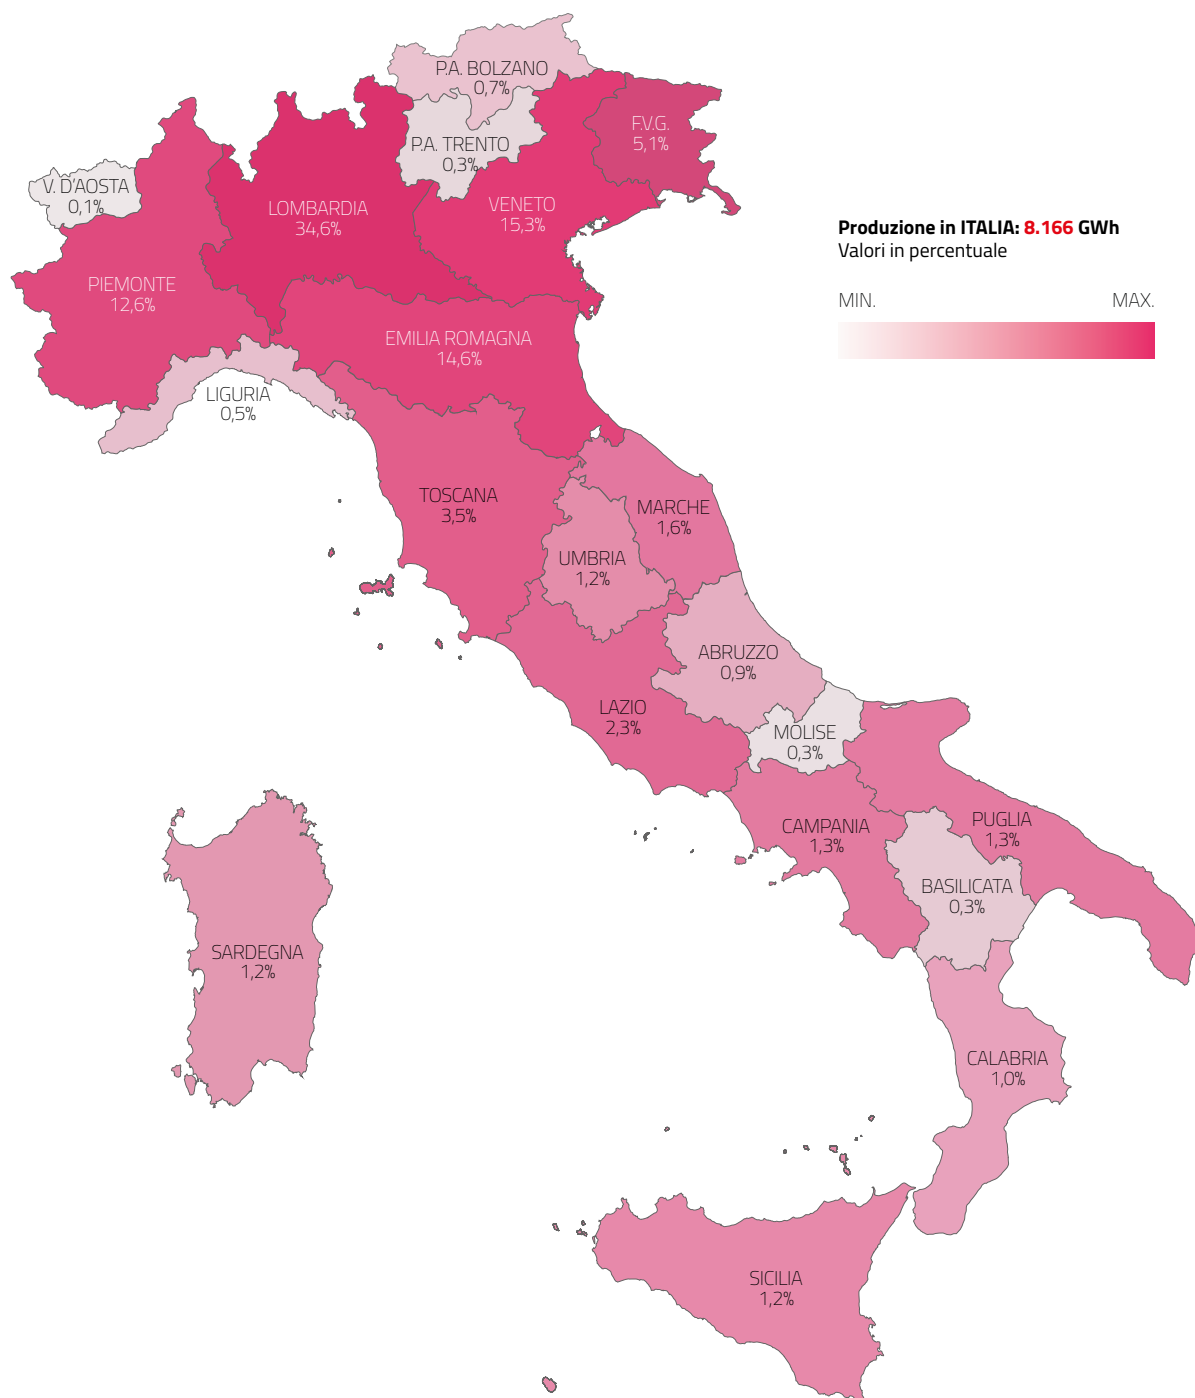 P.A. BOLZANO
0,7%
F.V.G.
5,1%
P.A. TRENTO
0,3%
V. D'AOSTA
0,1%
LOMBARDIA
34,6%
VENETO
15,3%
Produzione in ITALIA: 8.166 GWh
Valori in percentuale
MIN.
MAX.
PIEMONTE
12,6%
EMILIA ROMAGNA
14,6%
LIGURIA
0,5%
TOSCANA
3,5%
MARCHE
1,6%
UMBRIA
1,2%
ABRUZZO
0,9%
LAZIO
2,3%
MOLISE
0,3%
CAMPANIA
1,3%
PUGLIA
1,3%
BASILICATA
0,3%
SARDEGNA
1,2%
CALABRIA
1,0%
SICILIA
1,2%